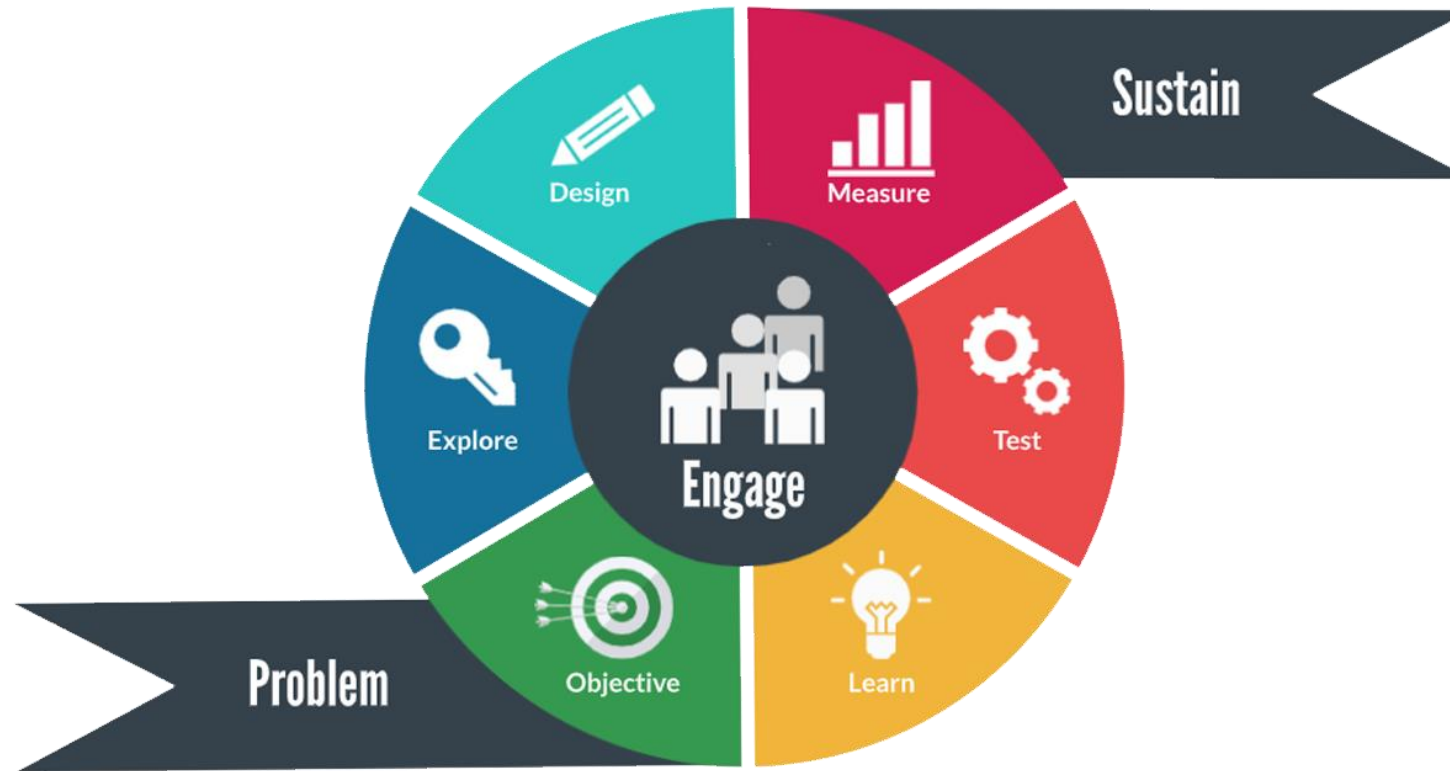 Sustain
Design
Measure
Explore
Test
Engage
Problem
Objective
Learn